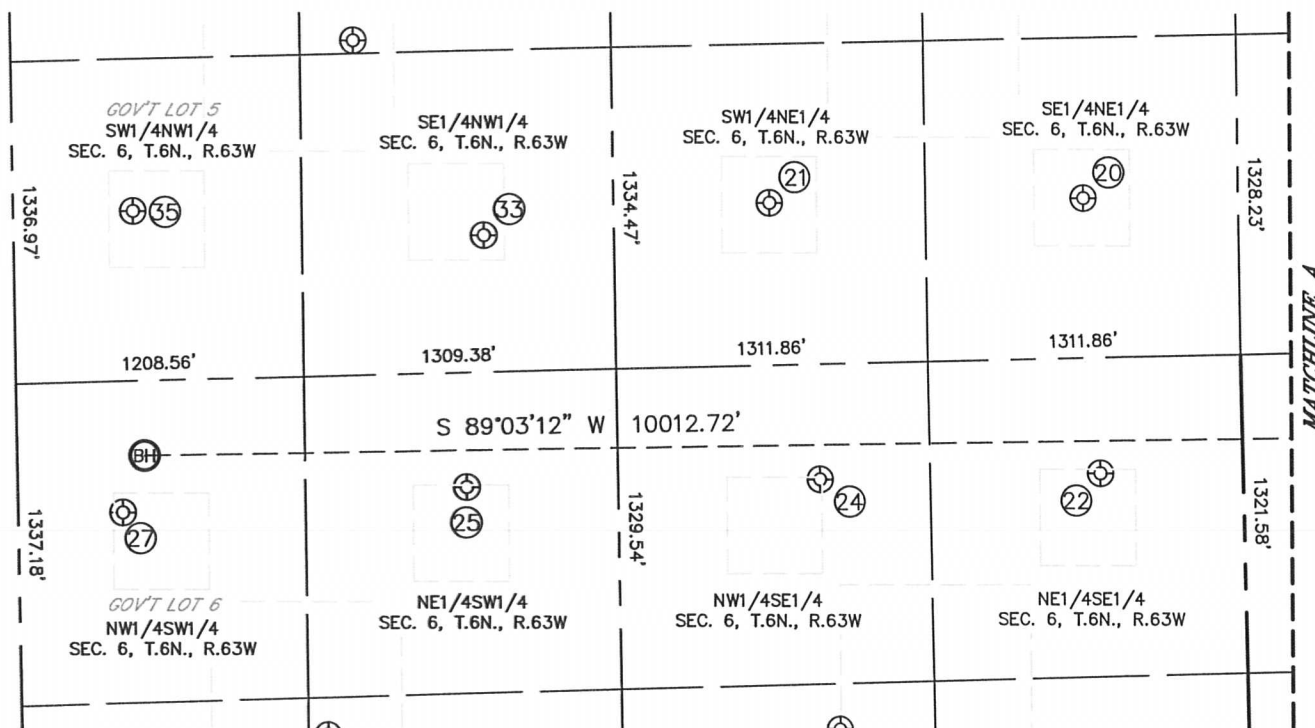 GOV'T LOT 5
SW1/4NW1/4
SEC. 6, T.6N., R.63W
SE1/4NW1/4
SEC. 6, T.6N., R.63W
SW1/4NE1/4
SEC. 6, T.6N., R.63W
SE1/4NE1/4
SEC. 6, T.6N., R.63W
1336.97'
35
33
1334.47'
21
20
1328.23'
1208.56'
1309.38'
1311.86'
1311.86'
S 89°03'12" W 10012.72'
BH
1337.18'
27
25
1329.54'
24
22
1321.58'
GOV'T LOT 6
NW1/4SW1/4
SEC. 6, T.6N., R.63W
NE1/4SW1/4
SEC. 6, T.6N., R.63W
NW1/4SE1/4
SEC. 6, T.6N., R.63W
NE1/4SE1/4
SEC. 6, T.6N., R.63W